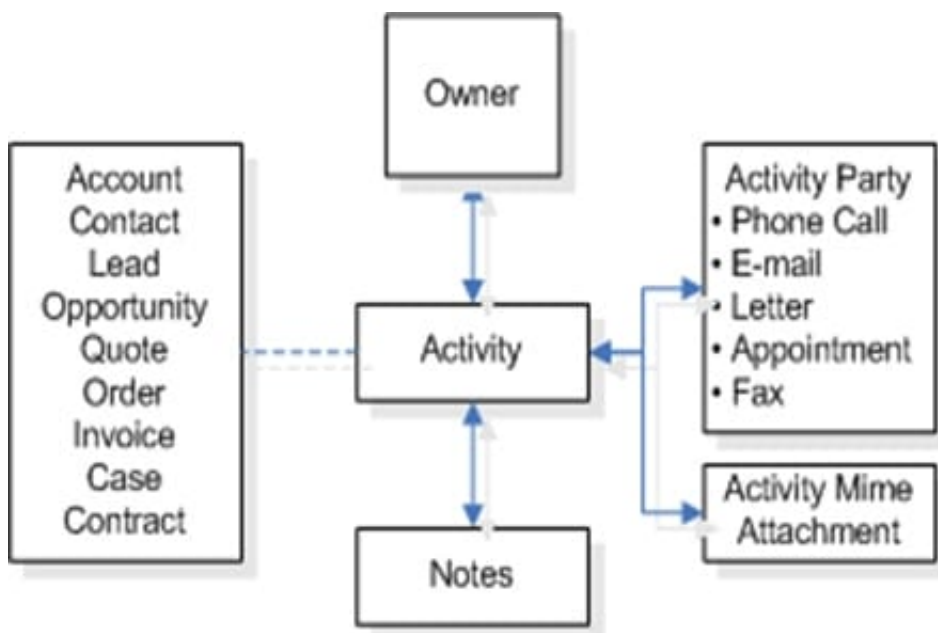 Owner
Account
Contact
Lead
Opportunity
Quote
Order
Invoice
Case
Contract
Activity
Activity Party
• Phone Call
• E-mail
• Letter
• Appointment
• Fax
Activity Mime
Attachment
Notes